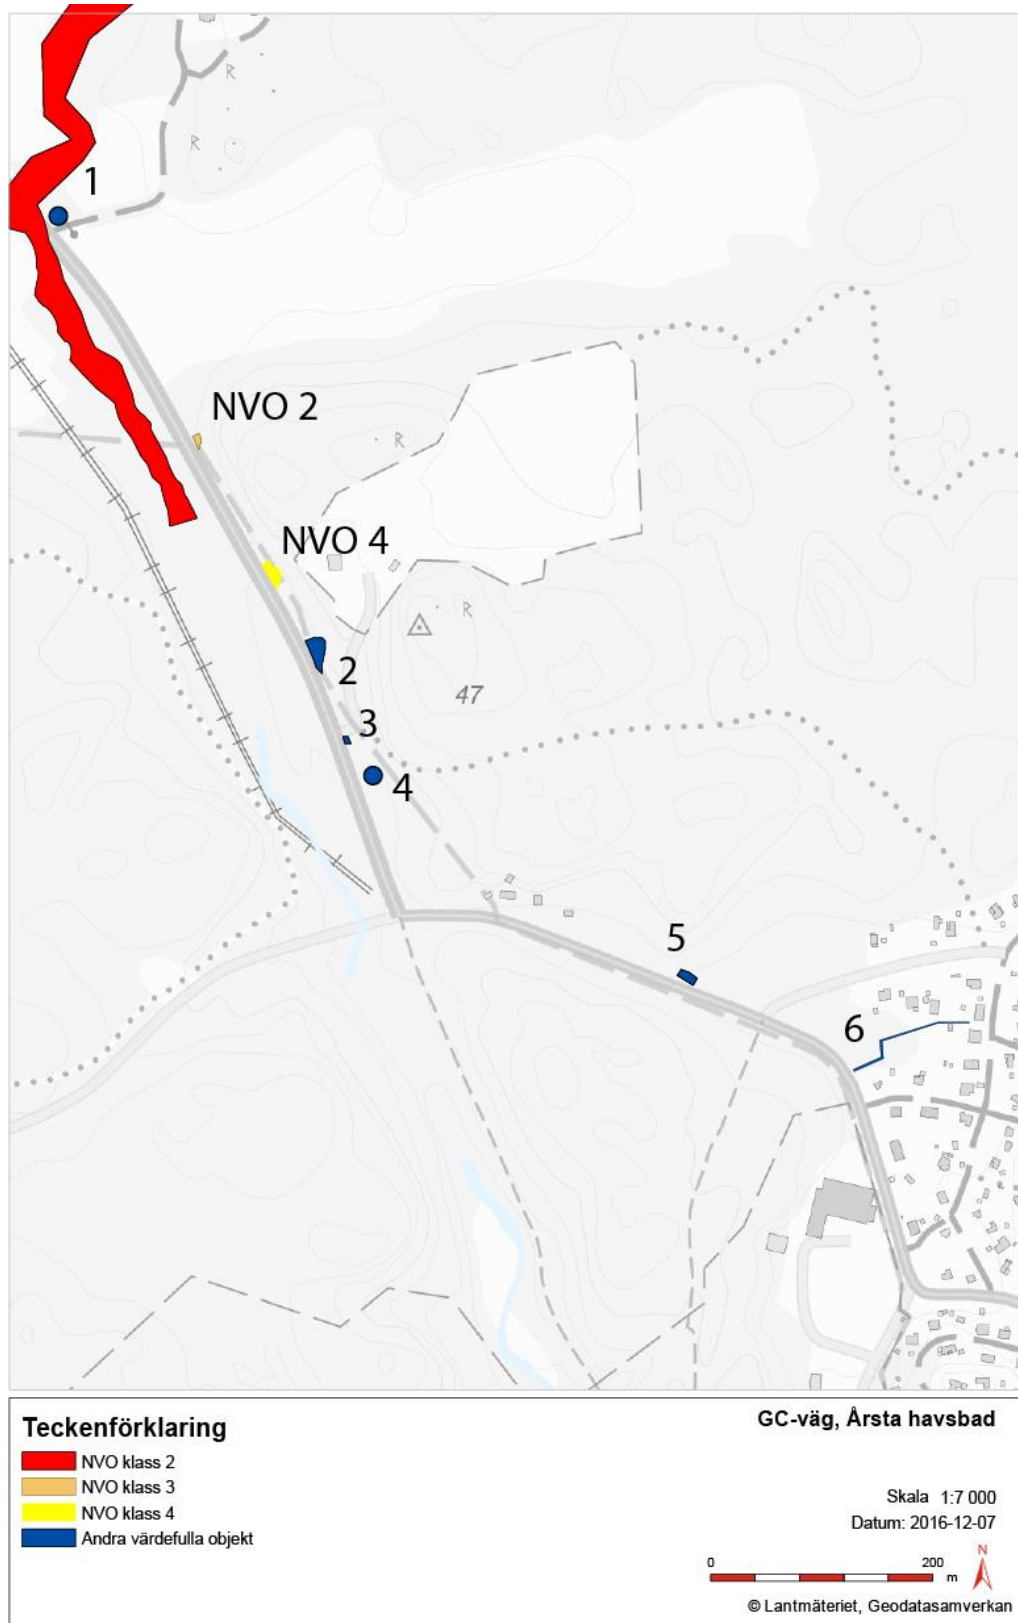 R
R
1
NVO 2
R
NVO 4
R
2
47
3
4
5
6
Teckenförklaring
NVO klass 2
NVO klass 3
NVO klass 4
Andra värdefulla objekt
GC-väg, Årsta havsbad
Skala 1:7 000
Datum: 2016-12-07
N
0 200
m
© Lantmäteriet, Geodatasamverkan